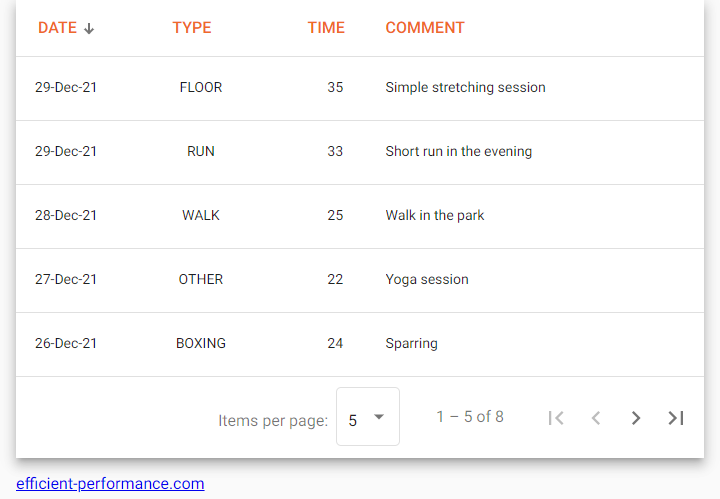 DATE TYPE TIME COMMENT
29-Dec-21 FLOOR 35 Simple stretching session
29-Dec-21 RUN 33 Short run in the evening
28-Dec-21 WALK 25 Walk in the park
27-Dec-21 OTHER 22 Yoga session
26-Dec-21 BOXING 24 Sparring
Items per page: 5 1 – 5 of 8
efficient-performance.com